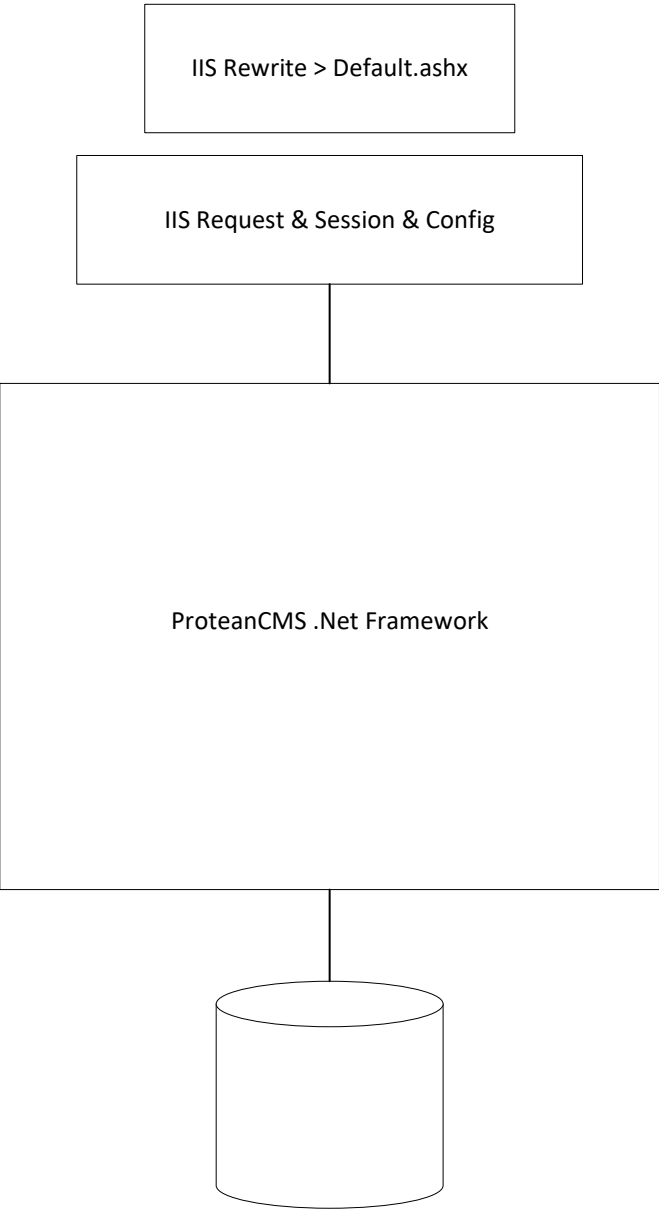 IIS Rewrite > Default.ashx
IIS Request & Session & Config
ProteanCMS .Net Framework